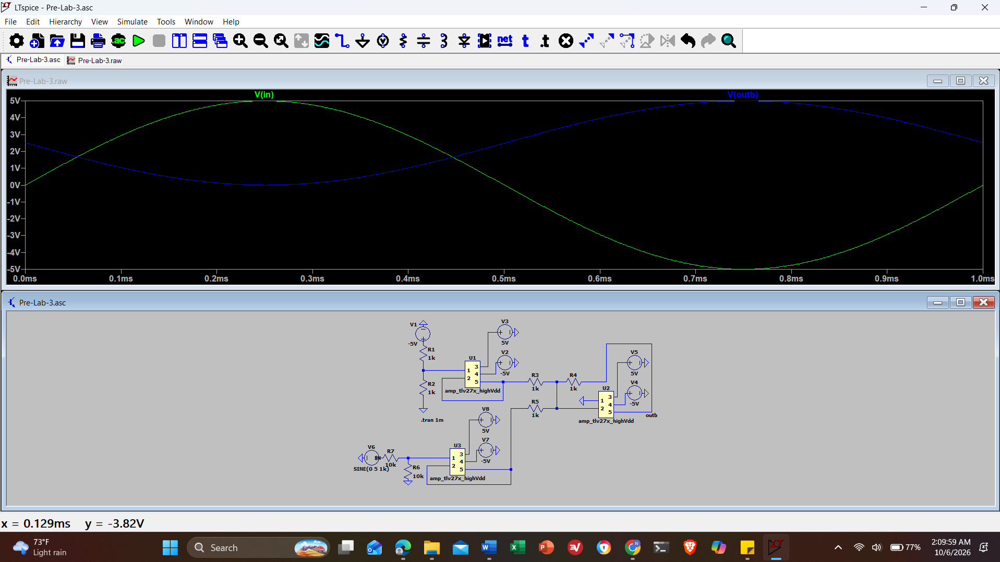 LTspice - Pre-Lab-3.asc
File Edit Hierarchy View Simulate Tools Window Help
.ac net t .t
Pre-Lab-3.asc Pre-Lab-3.raw
Pre-Lab-3.raw
V(in) V(outb)
5V
4V
3V
2V
1V
0V
-1V
-2V
-3V
-4V
-5V
0.0ms 0.1ms 0.2ms 0.3ms 0.4ms 0.5ms 0.6ms 0.7ms 0.8ms 0.9ms 1.0ms
Pre-Lab-3.asc
V1
-5V
R1
1k
R2
1k
.tran 1m
V3
5V
V2
-5V
U1
1 2 3 4 5
amp_tlv27x_highVdd
R3
1k
R4
1k
R5
1k
V5
5V
V4
-5V
U2
1 2 3 4 5
amp_tlv27x_highVdd
outb
V8
5V
V7
-5V
U3
1 2 3 4 5
amp_tlv27x_highVdd
V6
IN
SINE(0 5 1k)
R7
10k
R6
10k
x = 0.129ms y = -3.82V
73°F
Light rain
Search
77%
2:09:59 AM
10/6/2026